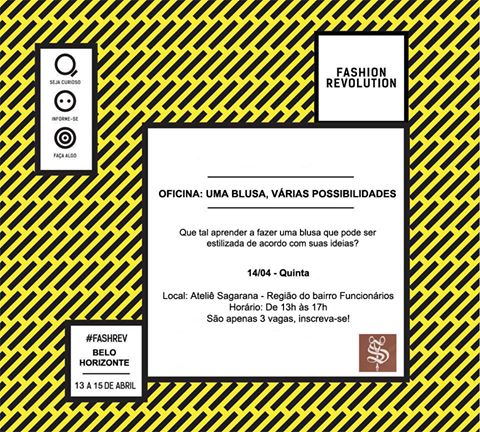 SEJA CURIOSO
INFORME-SE
FAÇA ALGO
FASHION
REVOLUTION
OFICINA: UMA BLUSA, VÁRIAS POSSIBILIDADES
Que tal aprender a fazer uma blusa que pode ser
estilizada de acordo com suas ideias?
14/04 - Quinta
Local: Ateliê Sagarana - Região do bairro Funcionários
Horário: De 13h às 17h
São apenas 3 vagas, inscreva-se!
#FASHREV
BELO
HORIZONTE
13 A 15 DE ABRIL